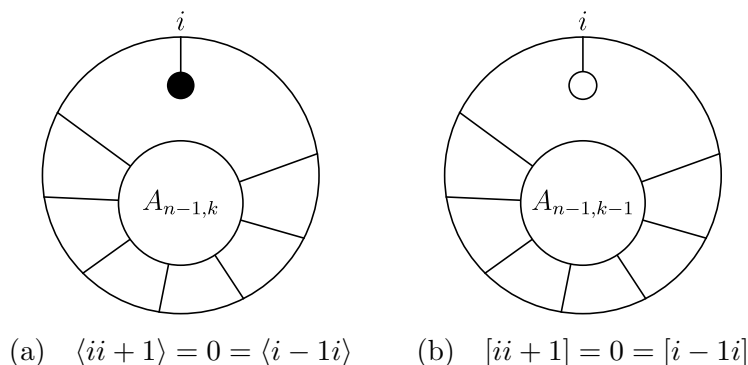 i i
A_{n-1,k} A_{n-1,k-1}
(a) ⟨ii + 1⟩ = 0 = ⟨i − 1i⟩ (b) [ii + 1] = 0 = [i − 1i]